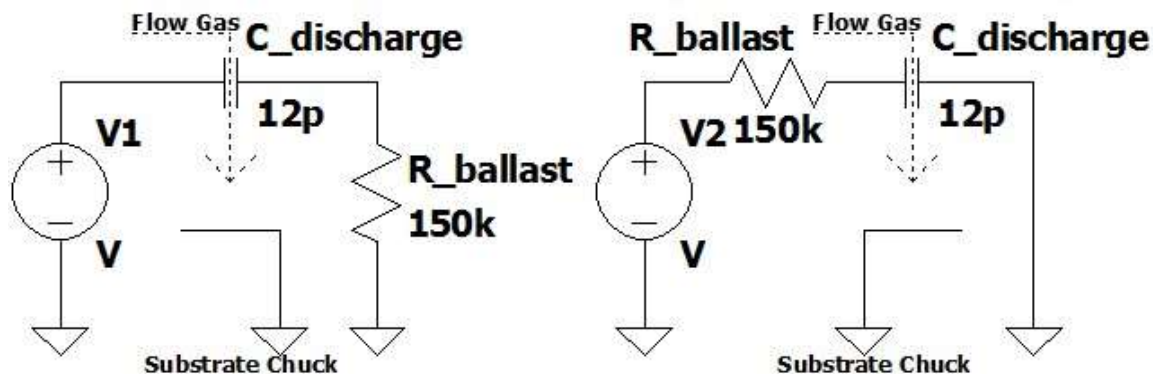 Flow Gas
C_discharge
12p
V1
V
R_ballast
150k
Substrate Chuck
R_ballast
Flow Gas
C_discharge
V2
150k
12p
V
Substrate Chuck